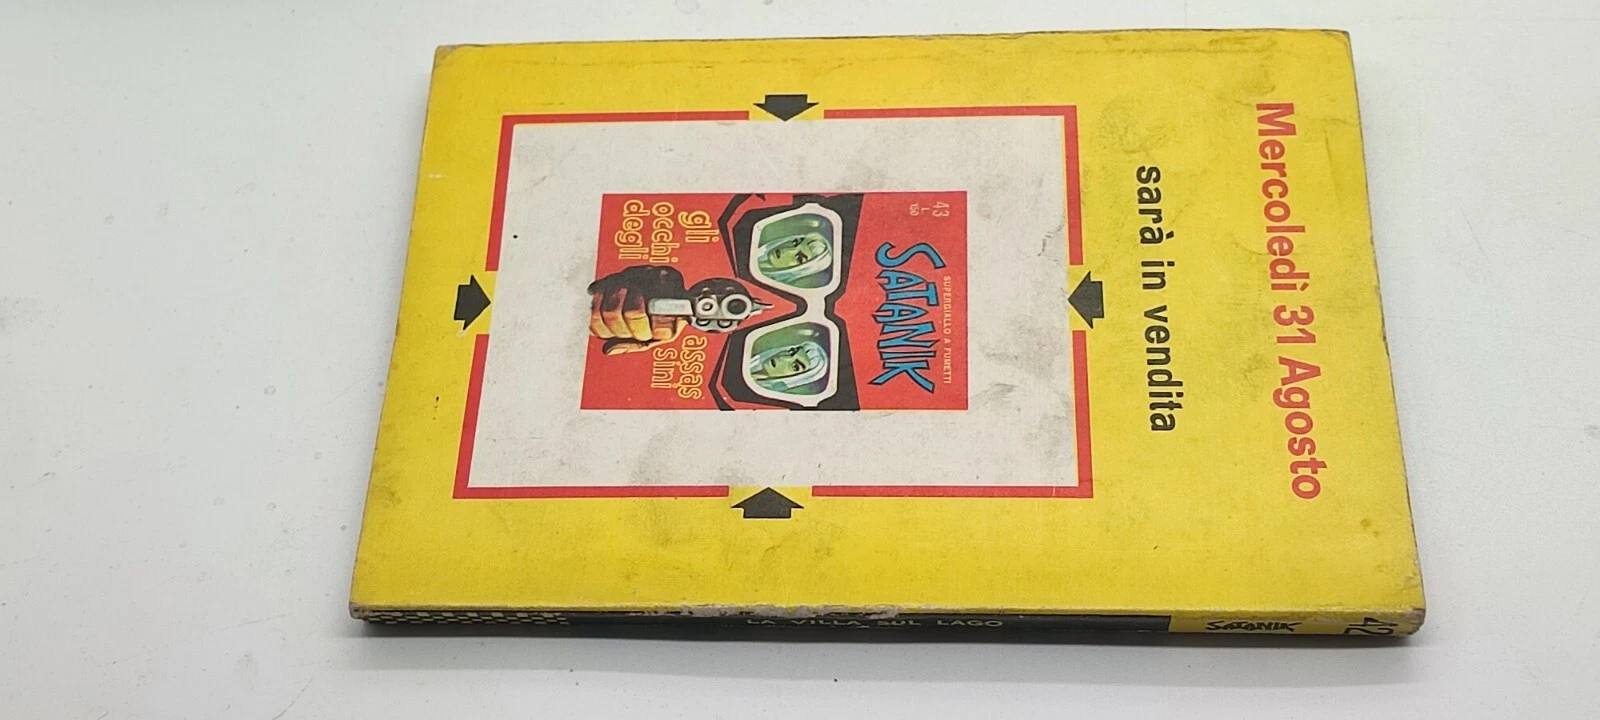 Mercoledì 31 Agosto
sarà in vendita
SUPERGIALLO A FUMETTI
43
L.
150
SATANIK
gli
occhi
degli
assas
sini
LA VILLA SUL LAGO
SATANIK
42